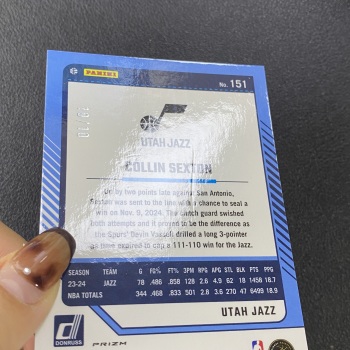 PANINI
No. 151
UTAH JAZZ
COLLIN SEXTON
by two points late against San Antonio,
Sexton was sent to the line with a chance to seal a
win on Nov. 9, 2024. The clutch guard swished
both attempts and it proved to be the difference as
the Spurs' Devin Vassell drilled a long 3-pointer
as time expired to cap a 111-110 win for the Jazz.
SEASON TEAM G FG% FT% 3PM RPG APG STL BLK PTS PPG
23-24 JAZZ 78 .486 .858 128 2.6 4.9 62 18 1458 18.7
NBA TOTALS 344 .468 .833 501 2.8 3.6 270 47 6499 18.9
UTAH JAZZ
DONRUSS
PRIZM